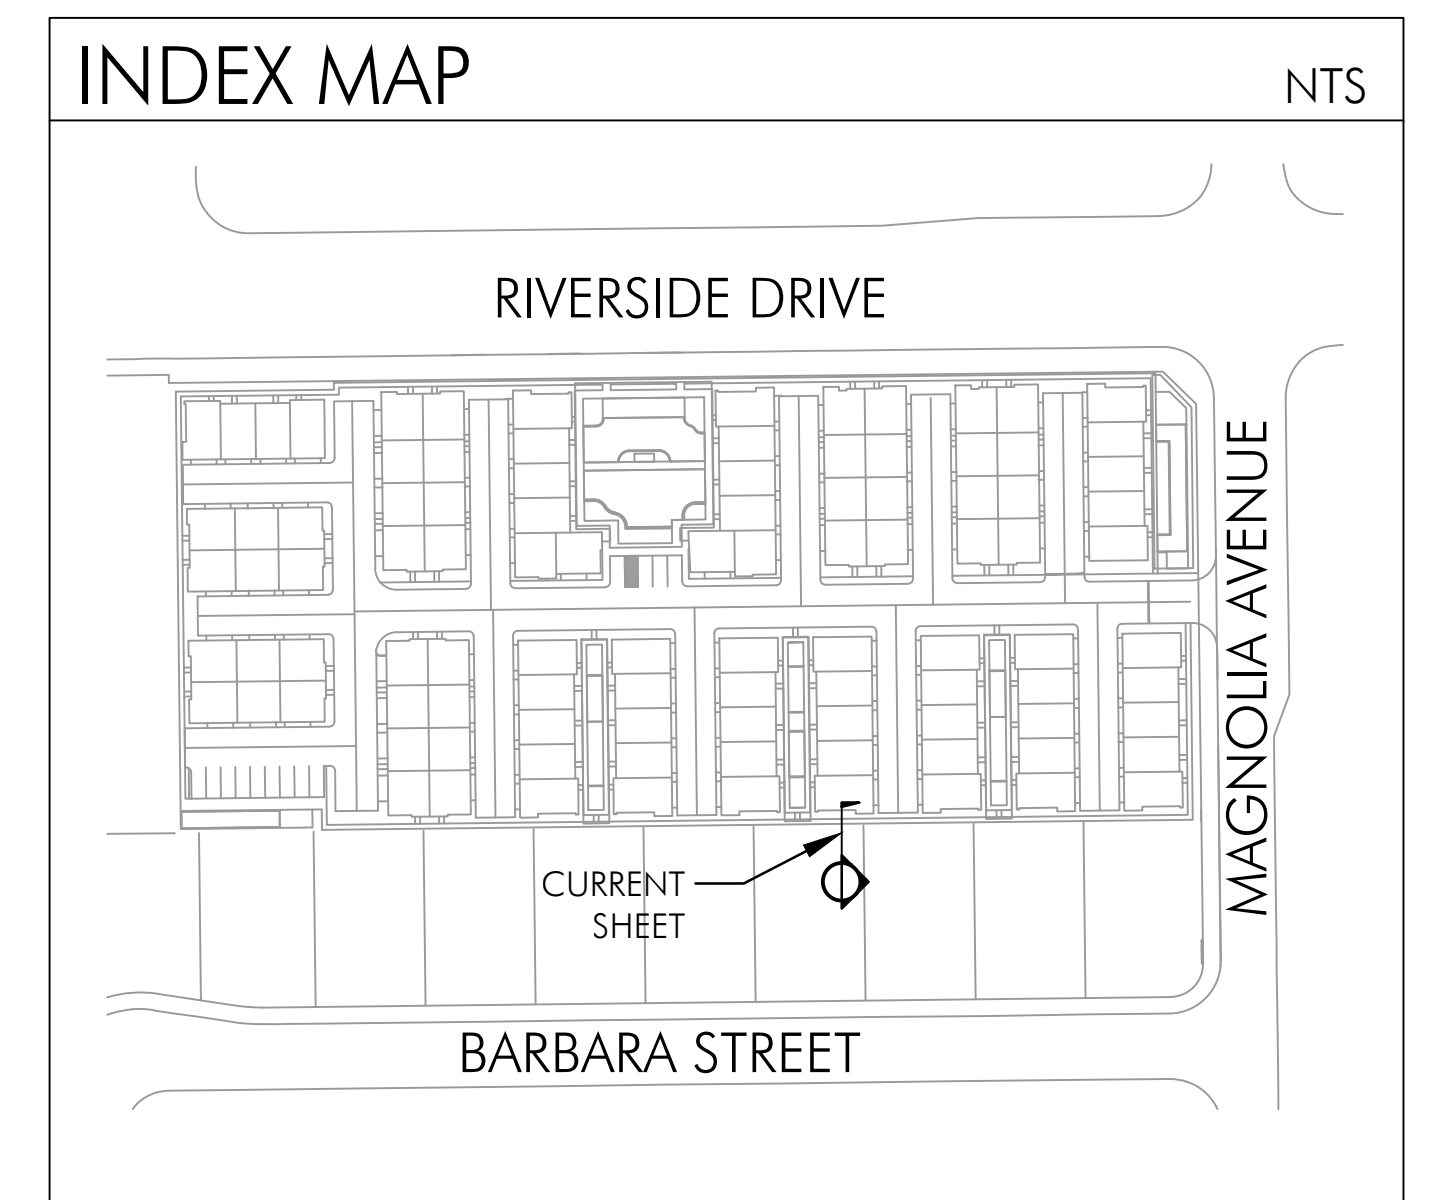 INDEX MAP
NTS
RIVERSIDE DRIVE
MAGNOLIA AVENUE
CURRENT
SHEET
BARBARA STREET